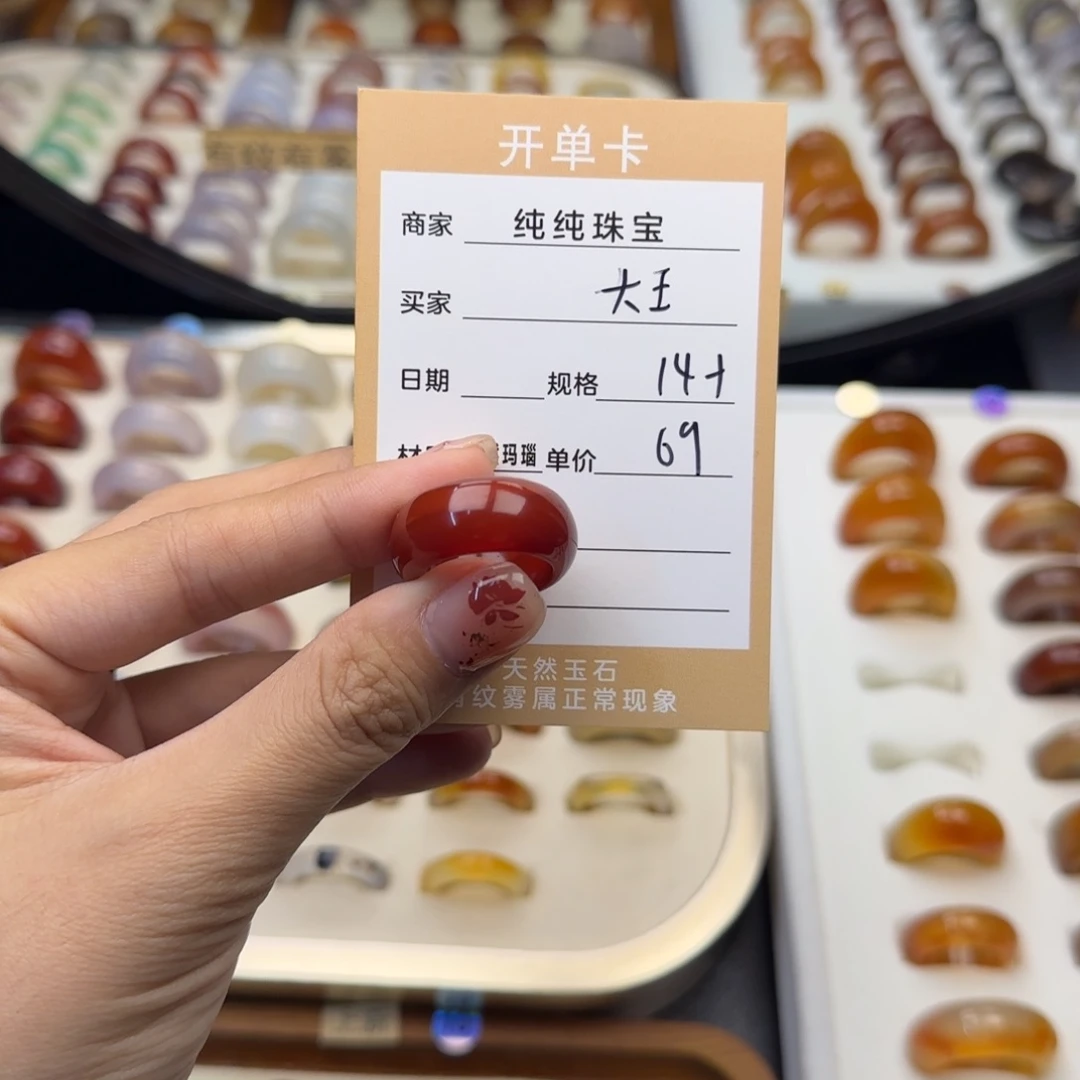 开单卡
商家 纯纯珠宝
买家 大王
日期 规格 14+
玛瑙 单价 69
天然玉石
纹雾属正常现象